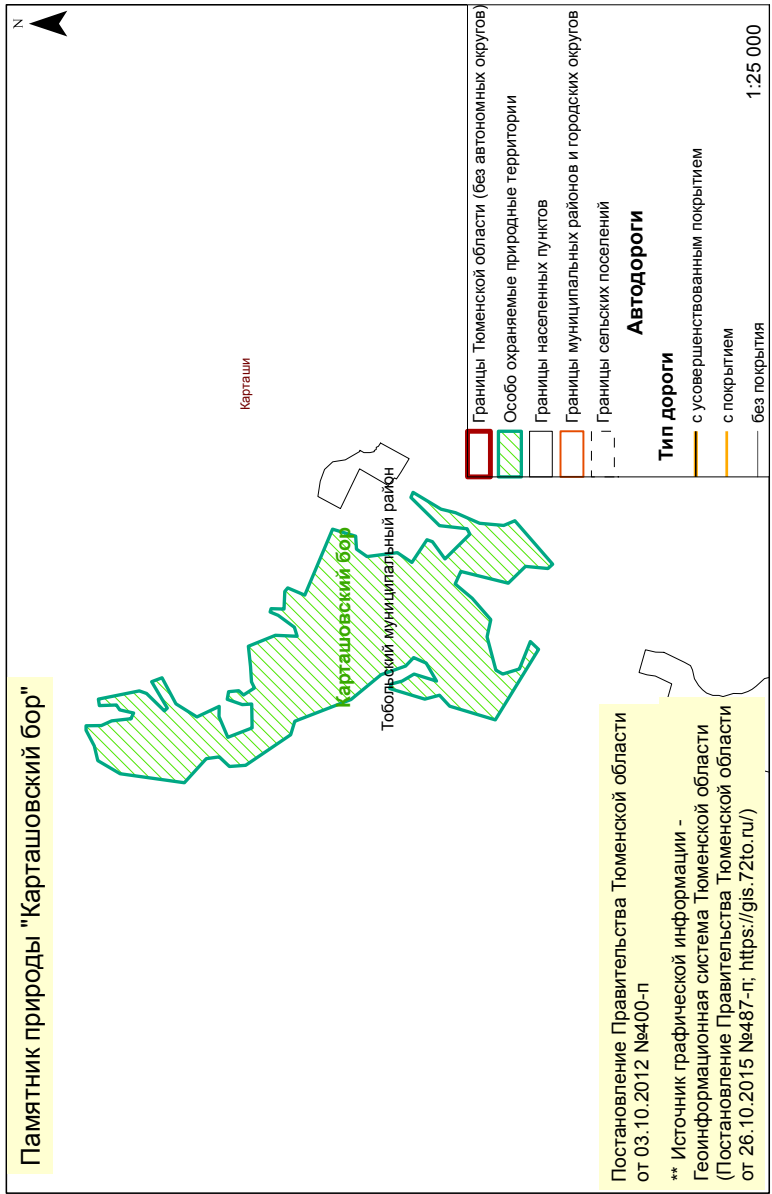 Памятник природы "Карташовский бор"
N
Карташи
Карташовский бор
Тобольский муниципальный район
Постановление Правительства Тюменской области
от 03.10.2012 №400-п
** Источник графической информации -
Геоинформационная система Тюменской области
(Постановление Правительства Тюменской области
от 26.10.2015 №487-п; https://gis.72to.ru/)
Границы Тюменской области (без автономных округов)
Особо охраняемые природные территории
Границы населенных пунктов
Границы муниципальных районов и городских округов
Границы сельских поселений
Автодороги
Тип дороги
с усовершенствованным покрытием
с покрытием
без покрытия
1:25 000